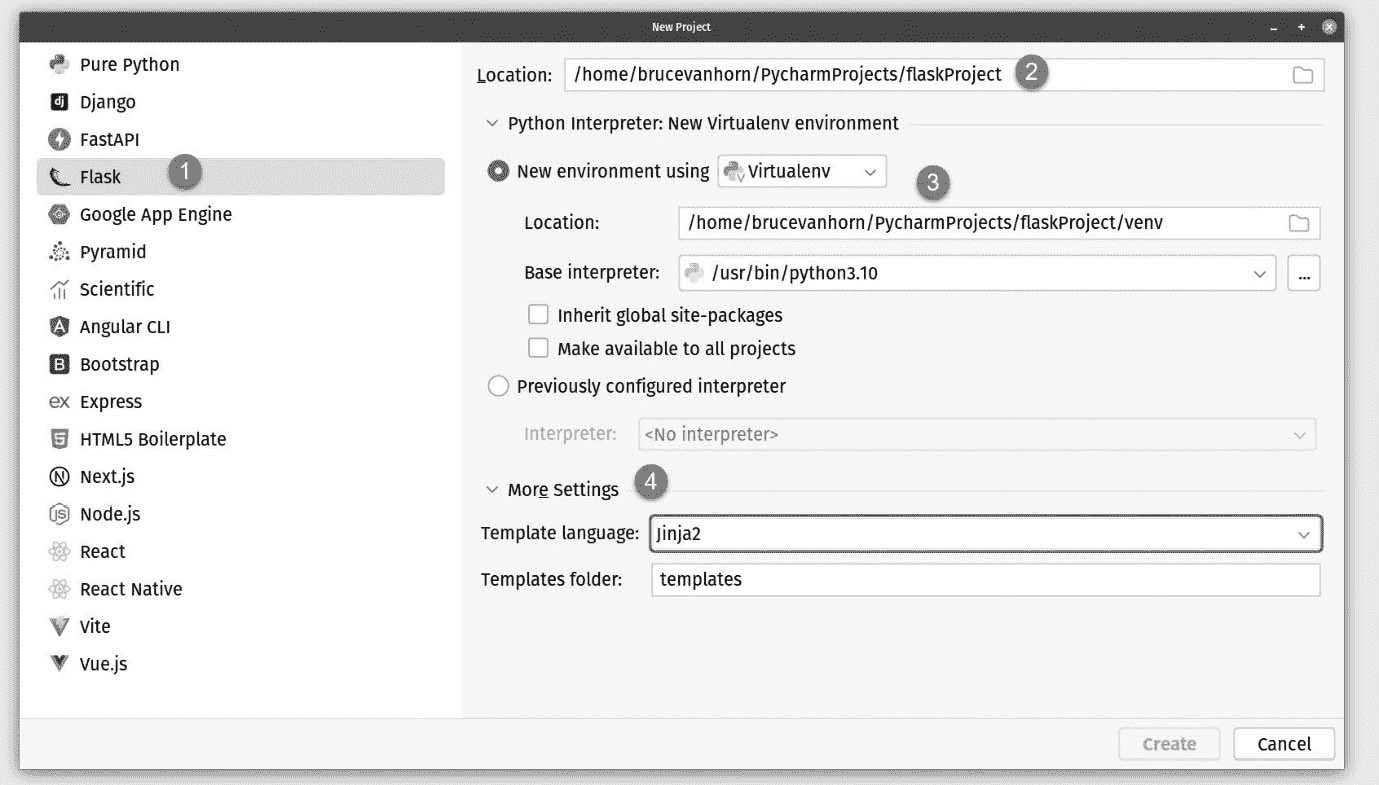 New Project
Pure Python
Django
FastAPI
Flask
1
Google App Engine
Pyramid
Scientific
Angular CLI
Bootstrap
Express
HTML5 Boilerplate
Next.js
Node.js
React
React Native
Vite
Vue.js
Location: /home/brucevanhorn/PycharmProjects/flaskProject 2
Python Interpreter: New Virtualenv environment
New environment using Virtualenv 3
Location: /home/brucevanhorn/PycharmProjects/flaskProject/venv
Base interpreter: /usr/bin/python3.10 ...
Inherit global site-packages
Make available to all projects
Previously configured interpreter
Interpreter: <No interpreter>
More Settings 4
Template language: Jinja2
Templates folder: templates
Create Cancel